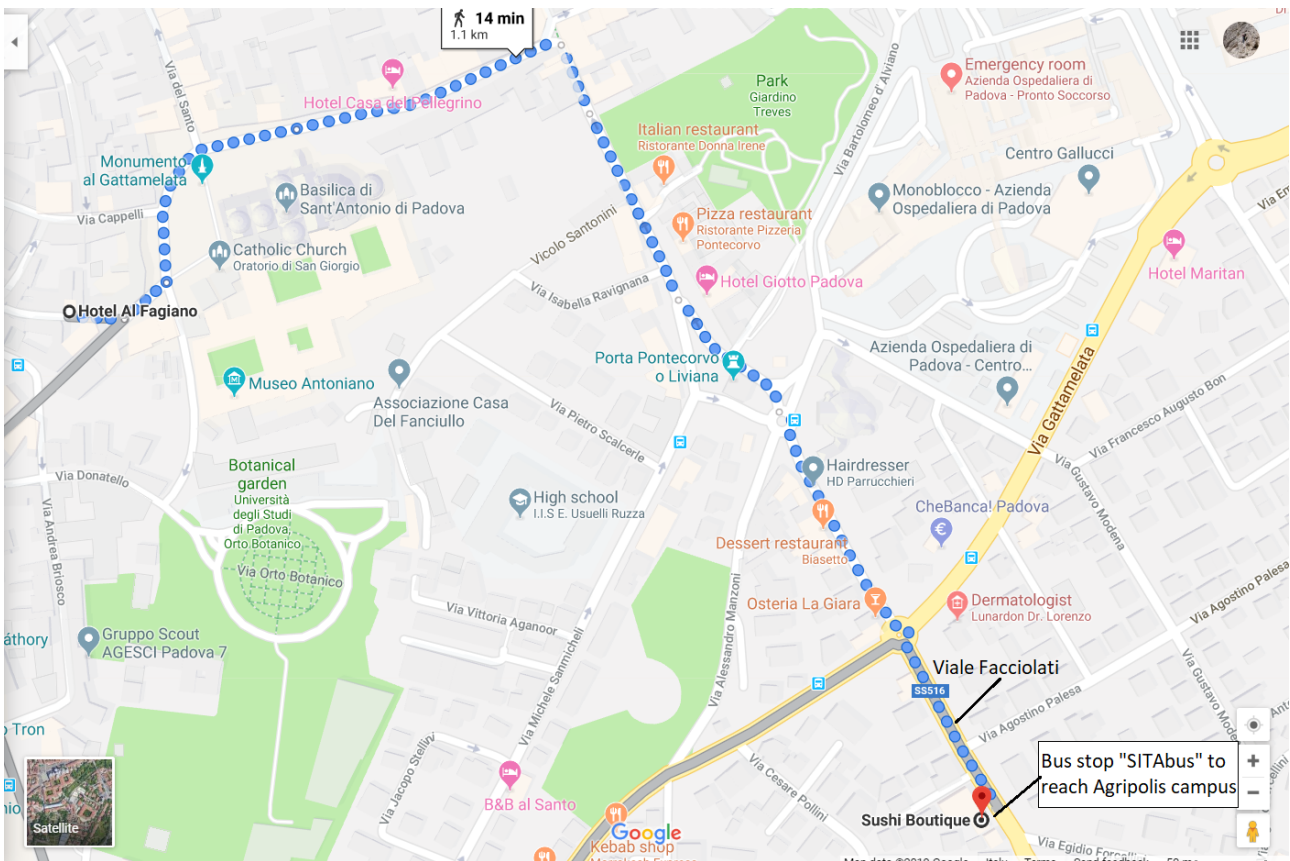 14 min
1.1 km
Via del Santo
Hotel Casa del Pellegrino
Park
Giardino
Treves
Via Bartolomeo d' Alviano
Emergency room
Azienda Ospedaliera di
Padova - Pronto Soccorso
Italian restaurant
Ristorante Donna Irene
Centro Gallucci
Monumento
al Gattamelata
Basilica di
Sant'Antonio di Padova
Monoblocco - Azienda
Ospedaliera di Padova
Via Cappelli
Pizza restaurant
Ristorante Pizzeria
Pontecorvo
Vicolo Santonini
Catholic Church
Oratorio di San Giorgio
Hotel Maritan
Hotel Giotto Padova
Via Isabella Ravignana
Hotel Al Fagiano
Azienda Ospedaliera di
Padova - Centro...
Porta Pontecorvo
o Liviana
Museo Antoniano
Associazione Casa
Del Fanciullo
Via Gattamelata
Via Francesco Augusto Bon
Via Pietro Scalcerle
Via Donatello
Botanical
garden
Università
degli Studi
di Padova,
Orto Botanico
Hairdresser
HD Parrucchieri
Via Gustavo Modena
High school
I.I.S E. Usuelli Ruzza
CheBanca! Padova
Dessert restaurant
Biasetto
Via Andrea Briosco
Via Orto Botanico
Via Agostino Palesa
Osteria La Giara
Dermatologist
Lunardon Dr. Lorenzo
Via Vittoria Aganoor
Via Alessandro Manzoni
Via Michele Sanmicheli
áthory
Gruppo Scout
AGESCI Padova 7
Viale Facciolati
SS516
Via Agostino Palesa
Via Gustavo Mode
Tron
Bus stop "SITAbus" to
reach Agripolis campus
Via Jacopo Stellini
Via Cesare Pollini
B&B al Santo
Sushi Boutique
Satellite
Google
Kebab shop
Via Egidio Forcellini